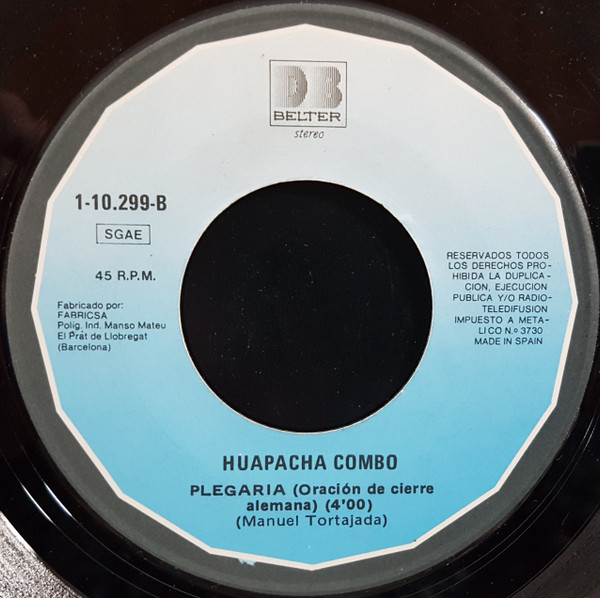 DB
BELTER
stereo
1-10.299-B
SGAE
45 R.P.M.
Fabricado por:
FABRICSA
Polig. Ind. Manso Mateu
El Prat de Llobregat
(Barcelona)
RESERVADOS TODOS
LOS DERECHOS PRO-
HIBIDA LA DUPLICA-
CION, EJECUCION
PUBLICA Y/O RADIO-
TELEDIFUSION
IMPUESTO A META-
LICO N.º 3730
MADE IN SPAIN
HUAPACHA COMBO
PLEGARIA (Oración de cierre
alemana) (4'00)
(Manuel Tortajada)